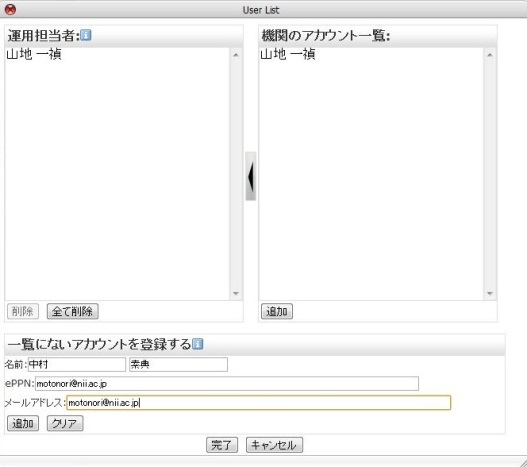 User List
運用担当者:
山地 一禎
削除 全て削除
機関のアカウント一覧:
山地 一禎
追加
一覧にないアカウントを登録する
名前: 中村 素典
ePPN: motonori@nii.ac.jp
メールアドレス: motonori@nii.ac.jp
追加 クリア
完了 キャンセル